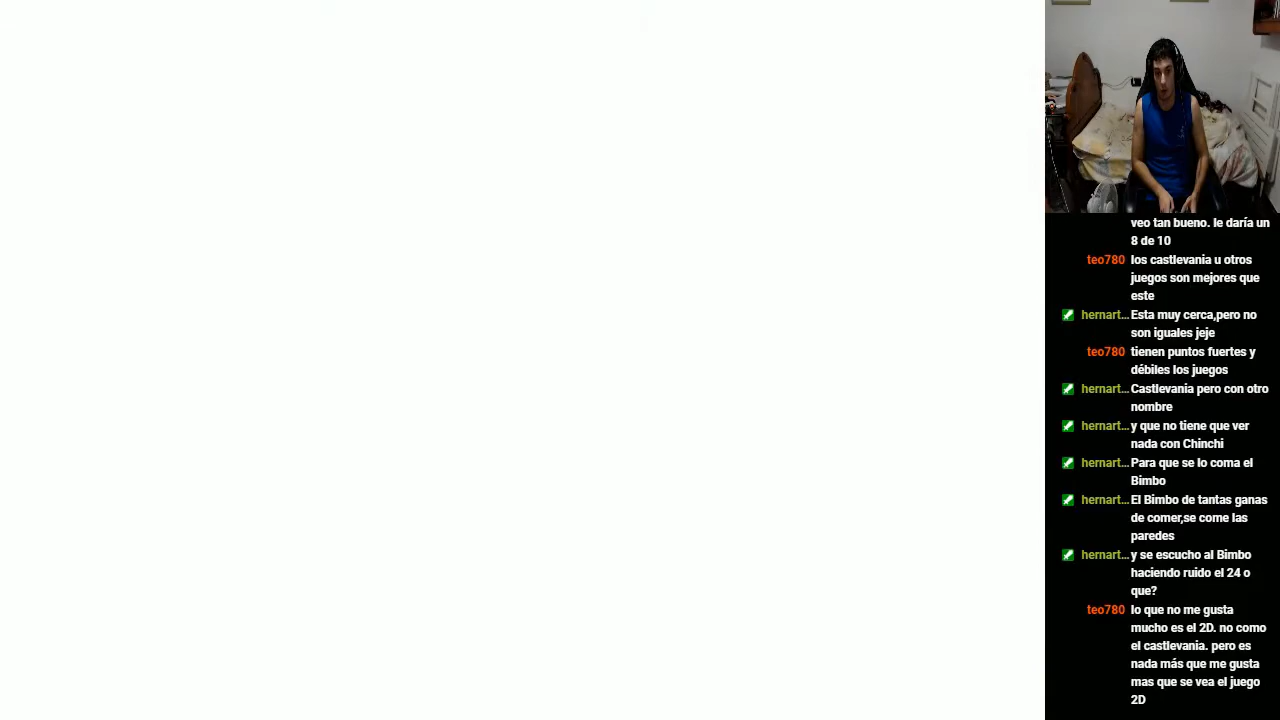 veo tan bueno. le daría un
8 de 10
teo780 los castlevania u otros
juegos son mejores que
este
hernart... Esta muy cerca,pero no
son iguales jeje
teo780 tienen puntos fuertes y
débiles los juegos
hernart... Castlevania pero con otro
nombre
hernart... y que no tiene que ver
nada con Chinchi
hernart... Para que se lo coma el
Bimbo
hernart... El Bimbo de tantas ganas
de comer,se come las
paredes
hernart... y se escucho al Bimbo
haciendo ruido el 24 o
que?
teo780 lo que no me gusta
mucho es el 2D. no como
el castlevania. pero es
nada más que me gusta
mas que se vea el juego
2D